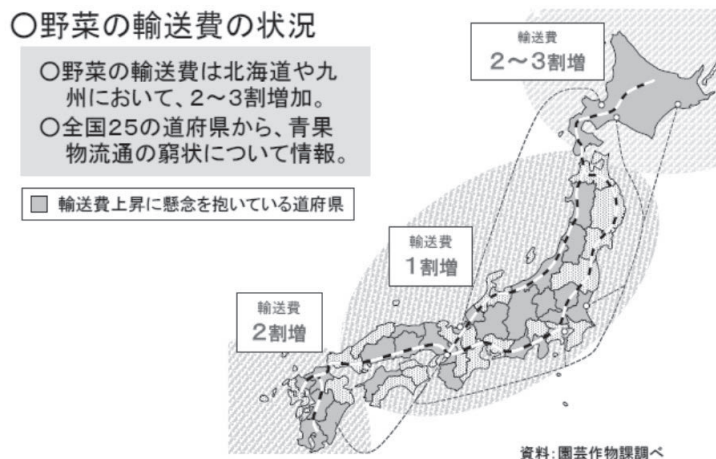 ○野菜の輸送費の状況
○野菜の輸送費は北海道や九
州において、2～3割増加。
○全国25の道府県から、青果
物流通の窮状について情報。
輸送費上昇に懸念を抱いている道府県
輸送費
2～3割増
輸送費
1割増
輸送費
2割増
資料：園芸作物課調べ